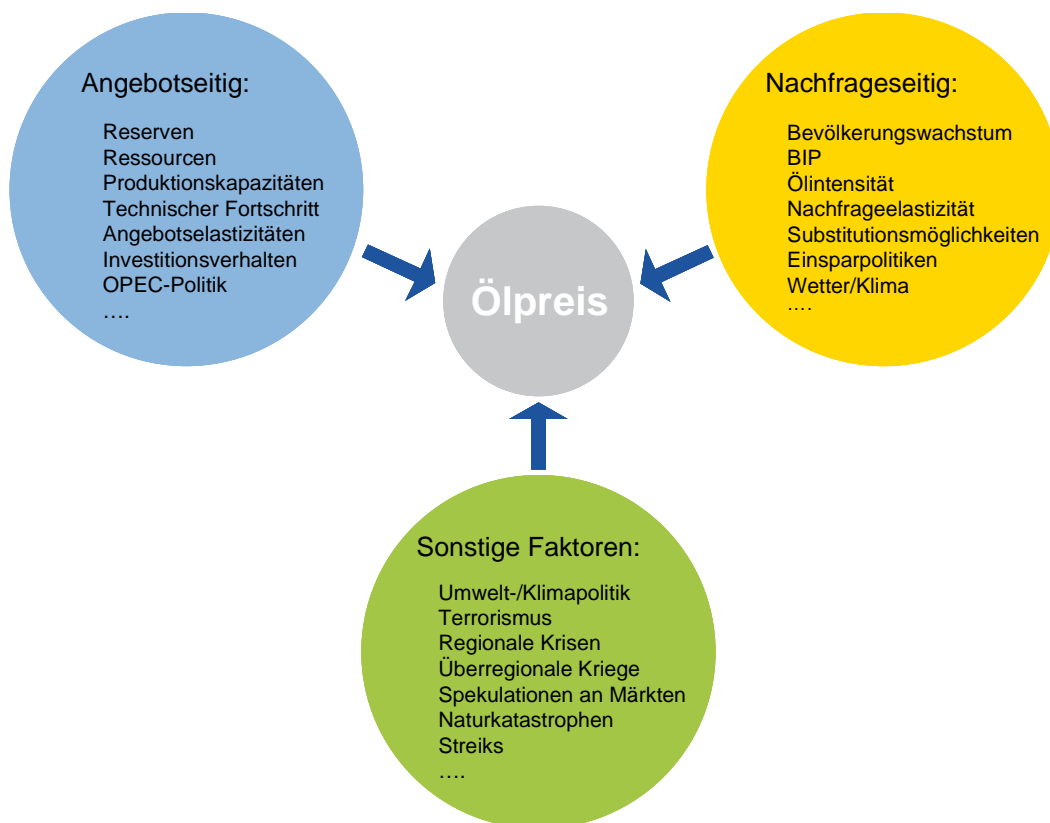 Angebotseitig:
Reserven
Ressourcen
Produktionskapazitäten
Technischer Fortschritt
Angebotselastizitäten
Investitionsverhalten
OPEC-Politik
….
Nachfrageseitig:
Bevölkerungswachstum
BIP
Ölintensität
Nachfrageelastizität
Substitutionsmöglichkeiten
Einsparpolitiken
Wetter/Klima
….
Ölpreis
Sonstige Faktoren:
Umwelt-/Klimapolitik
Terrorismus
Regionale Krisen
Überregionale Kriege
Spekulationen an Märkten
Naturkatastrophen
Streiks
….